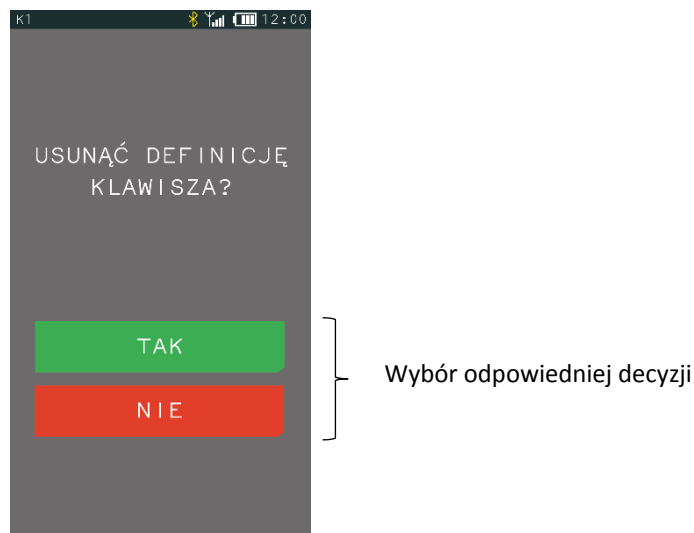 K1 12:00
USUNĄĆ DEFINICJĘ
KLAWISZA?
TAK
NIE
Wybór odpowiedniej decyzji